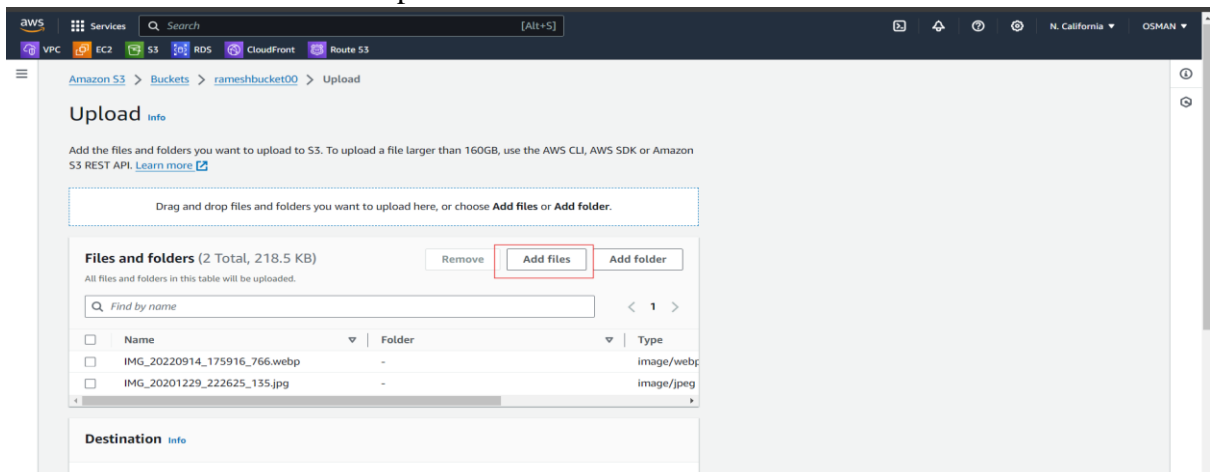 aws Services Search [Alt+S] N. California ▼ OSMAN ▼
VPC EC2 S3 RDS CloudFront Route 53
Amazon S3 > Buckets > rameshbucket00 > Upload
Upload Info
Add the files and folders you want to upload to S3. To upload a file larger than 160GB, use the AWS CLI, AWS SDK or Amazon
S3 REST API. Learn more
Drag and drop files and folders you want to upload here, or choose Add files or Add folder.
Files and folders (2 Total, 218.5 KB) Remove Add files Add folder
All files and folders in this table will be uploaded.
Find by name < 1 >
Name Folder Type
IMG_20220914_175916_766.webp - image/webp
IMG_20201229_222625_135.jpg - image/jpeg
Destination Info